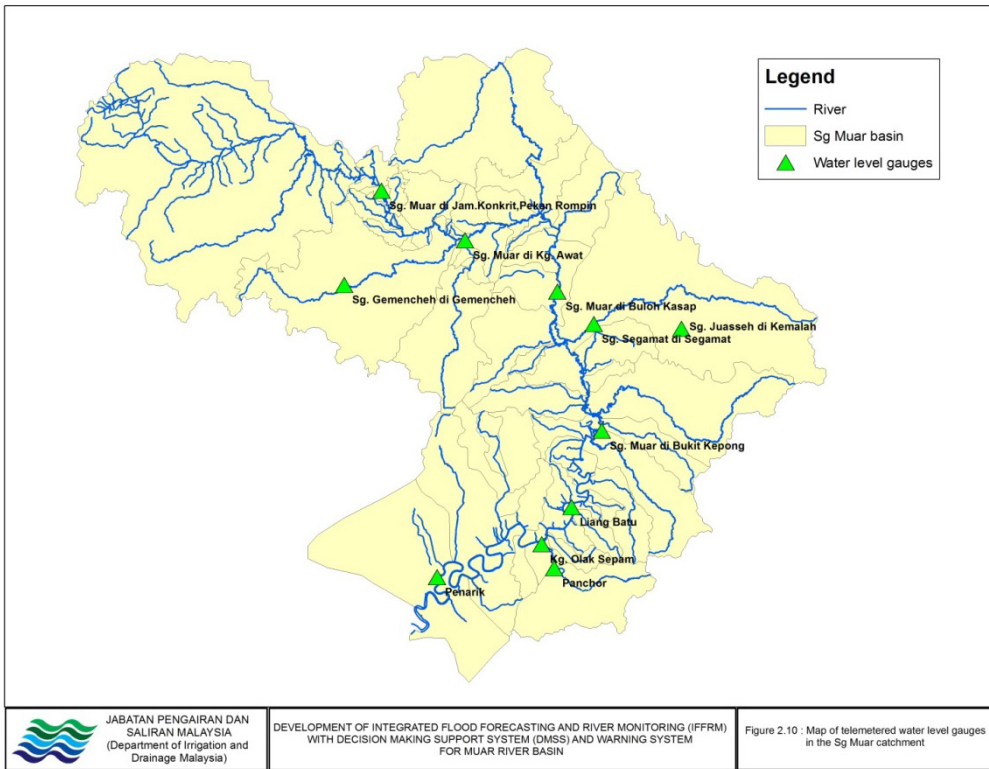 Legend
River
Sg Muar basin
Water level gauges
Sg. Muar di Jam.Konkrit,Pekan Rompin
Sg. Muar di Kg. Awat
Sg. Gemencheh di Gemencheh
Sg. Muar di Buloh Kasap
Sg. Juasseh di Kemalah
Sg. Segamat di Segamat
Sg. Muar di Bukit Kepong
Liang Batu
Kg. Olak Sepam
Panchor
Penarik
JABATAN PENGAIRAN DAN
SALIRAN MALAYSIA
(Department of Irrigation and
Drainage Malaysia)
DEVELOPMENT OF INTEGRATED FLOOD FORECASTING AND RIVER MONITORING (IFFRM)
WITH DECISION MAKING SUPPORT SYSTEM (DMSS) AND WARNING SYSTEM
FOR MUAR RIVER BASIN
Figure 2.10 : Map of telemetered water level gauges
in the Sg Muar catchment